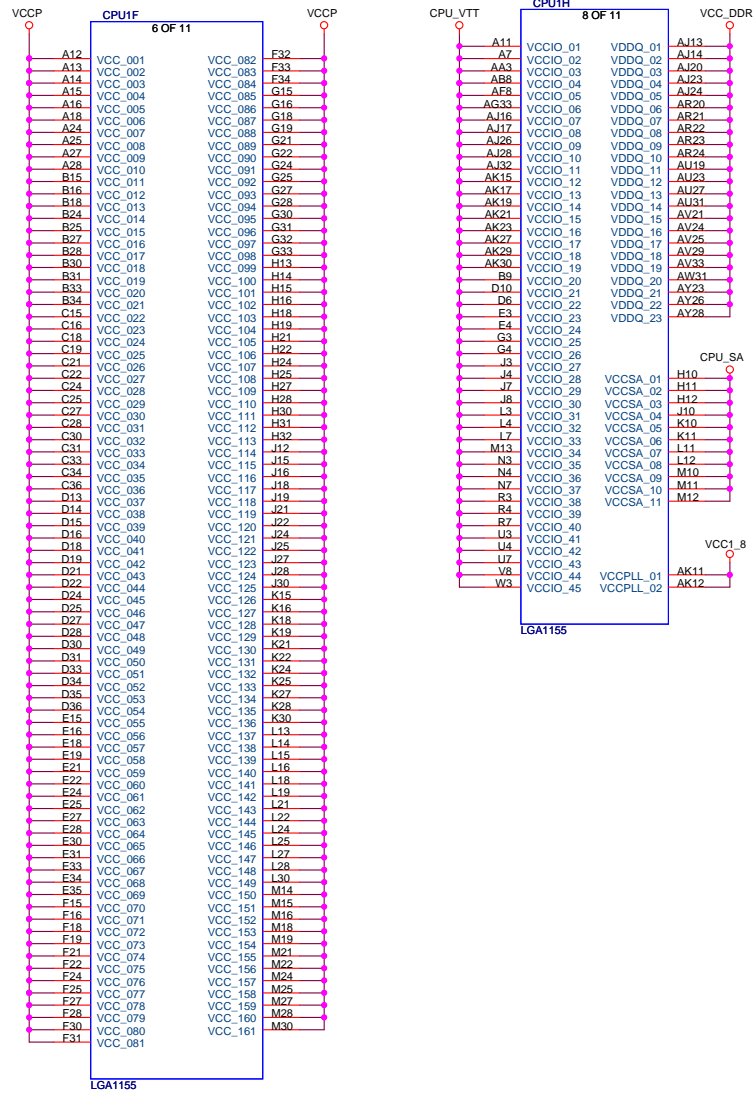 VCCP CPU1F VCCP
6 OF 11
A12 VCC_001 VCC_082 F32
A13 VCC_002 VCC_083 F33
A14 VCC_003 VCC_084 F34
A15 VCC_004 VCC_085 G15
A16 VCC_005 VCC_086 G16
A18 VCC_006 VCC_087 G18
A24 VCC_007 VCC_088 G19
A25 VCC_008 VCC_089 G21
A27 VCC_009 VCC_090 G22
A28 VCC_010 VCC_091 G24
B15 VCC_011 VCC_092 G25
B16 VCC_012 VCC_093 G27
B18 VCC_013 VCC_094 G28
B24 VCC_014 VCC_095 G30
B25 VCC_015 VCC_096 G31
B27 VCC_016 VCC_097 G32
B28 VCC_017 VCC_098 G33
B30 VCC_018 VCC_099 H13
B31 VCC_019 VCC_100 H14
B33 VCC_020 VCC_101 H15
B34 VCC_021 VCC_102 H16
C15 VCC_022 VCC_103 H18
C16 VCC_023 VCC_104 H19
C18 VCC_024 VCC_105 H21
C19 VCC_025 VCC_106 H22
C21 VCC_026 VCC_107 H24
C22 VCC_027 VCC_108 H25
C24 VCC_028 VCC_109 H27
C25 VCC_029 VCC_110 H28
C27 VCC_030 VCC_111 H30
C28 VCC_031 VCC_112 H31
C30 VCC_032 VCC_113 H32
C31 VCC_033 VCC_114 J12
C33 VCC_034 VCC_115 J15
C34 VCC_035 VCC_116 J16
C36 VCC_036 VCC_117 J18
D13 VCC_037 VCC_118 J19
D14 VCC_038 VCC_119 J21
D15 VCC_039 VCC_120 J22
D16 VCC_040 VCC_121 J24
D18 VCC_041 VCC_122 J25
D19 VCC_042 VCC_123 J27
D21 VCC_043 VCC_124 J28
D22 VCC_044 VCC_125 J30
D24 VCC_045 VCC_126 K15
D25 VCC_046 VCC_127 K16
D27 VCC_047 VCC_128 K18
D28 VCC_048 VCC_129 K19
D30 VCC_049 VCC_130 K21
D31 VCC_050 VCC_131 K22
D33 VCC_051 VCC_132 K24
D34 VCC_052 VCC_133 K25
D35 VCC_053 VCC_134 K27
D36 VCC_054 VCC_135 K28
E15 VCC_055 VCC_136 K30
E16 VCC_056 VCC_137 L13
E18 VCC_057 VCC_138 L14
E19 VCC_058 VCC_139 L15
E21 VCC_059 VCC_140 L16
E22 VCC_060 VCC_141 L18
E24 VCC_061 VCC_142 L19
E25 VCC_062 VCC_143 L21
E27 VCC_063 VCC_144 L22
E28 VCC_064 VCC_145 L24
E30 VCC_065 VCC_146 L25
E31 VCC_066 VCC_147 L27
E33 VCC_067 VCC_148 L28
E34 VCC_068 VCC_149 L30
E35 VCC_069 VCC_150 M14
F15 VCC_070 VCC_151 M15
F16 VCC_071 VCC_152 M16
F18 VCC_072 VCC_153 M18
F19 VCC_073 VCC_154 M19
F21 VCC_074 VCC_155 M21
F22 VCC_075 VCC_156 M22
F24 VCC_076 VCC_157 M24
F25 VCC_077 VCC_158 M25
F27 VCC_078 VCC_159 M27
F28 VCC_079 VCC_160 M28
F30 VCC_080 VCC_161 M30
F31 VCC_081
LGA1155
CPU_VTT CPU1H VCC_DDR
8 OF 11
A11 VCCIO_01 VDDQ_01 AJ13
A7 VCCIO_02 VDDQ_02 AJ14
AA3 VCCIO_03 VDDQ_03 AJ20
AB8 VCCIO_04 VDDQ_04 AJ23
AF8 VCCIO_05 VDDQ_05 AJ24
AG33 VCCIO_06 VDDQ_06 AR20
AJ16 VCCIO_07 VDDQ_07 AR21
AJ17 VCCIO_08 VDDQ_08 AR22
AJ26 VCCIO_09 VDDQ_09 AR23
AJ28 VCCIO_10 VDDQ_10 AR24
AJ32 VCCIO_11 VDDQ_11 AU19
AK15 VCCIO_12 VDDQ_12 AU23
AK17 VCCIO_13 VDDQ_13 AU27
AK19 VCCIO_14 VDDQ_14 AU31
AK21 VCCIO_15 VDDQ_15 AV21
AK23 VCCIO_16 VDDQ_16 AV24
AK27 VCCIO_17 VDDQ_17 AV25
AK29 VCCIO_18 VDDQ_18 AV29
AK30 VCCIO_19 VDDQ_19 AV33
B9 VCCIO_20 VDDQ_20 AW31
D10 VCCIO_21 VDDQ_21 AY23
D6 VCCIO_22 VDDQ_22 AY26
E3 VCCIO_23 VDDQ_23 AY28
E4 VCCIO_24
G3 VCCIO_25
G4 VCCIO_26 CPU_SA
J3 VCCIO_27
J4 VCCIO_28 VCCSA_01 H10
J7 VCCIO_29 VCCSA_02 H11
J8 VCCIO_30 VCCSA_03 H12
L3 VCCIO_31 VCCSA_04 J10
L4 VCCIO_32 VCCSA_05 K10
L7 VCCIO_33 VCCSA_06 K11
M13 VCCIO_34 VCCSA_07 L11
N3 VCCIO_35 VCCSA_08 L12
N4 VCCIO_36 VCCSA_09 M10
N7 VCCIO_37 VCCSA_10 M11
R3 VCCIO_38 VCCSA_11 M12
R4 VCCIO_39
R7 VCCIO_40
U3 VCCIO_41
U4 VCCIO_42 VCC1_8
U7 VCCIO_43
V8 VCCIO_44 VCCPLL_01 AK11
W3 VCCIO_45 VCCPLL_02 AK12
LGA1155